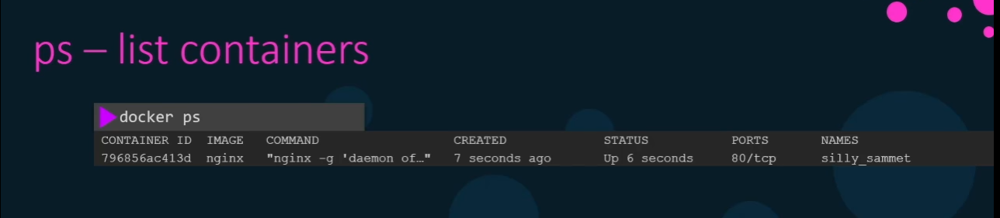 ps – list containers
docker ps
CONTAINER ID IMAGE COMMAND CREATED STATUS PORTS NAMES
796856ac413d nginx "nginx -g 'daemon of…" 7 seconds ago Up 6 seconds 80/tcp silly_sammet